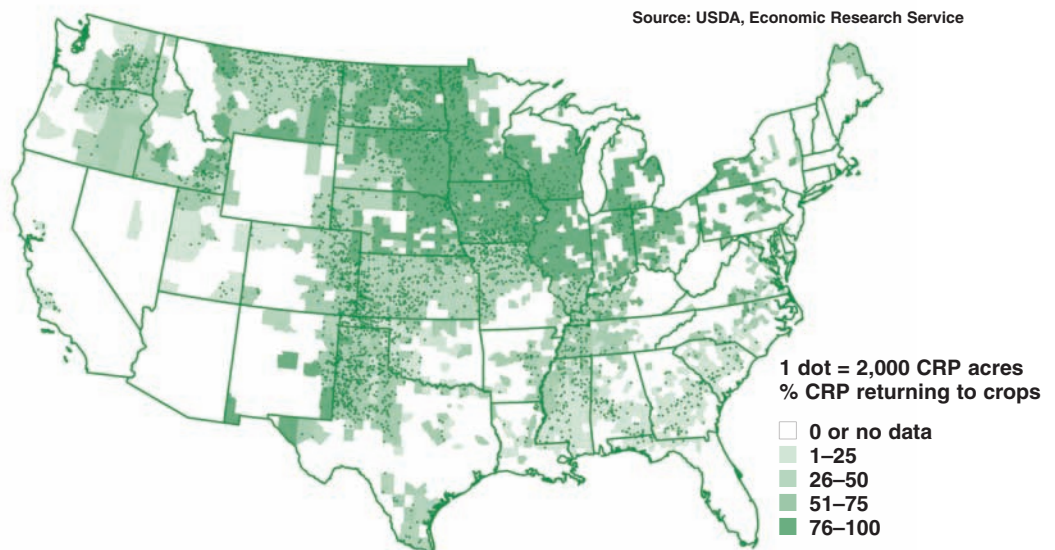 Source: USDA, Economic Research Service
1 dot = 2,000 CRP acres
% CRP returning to crops
0 or no data
1–25
26–50
51–75
76–100